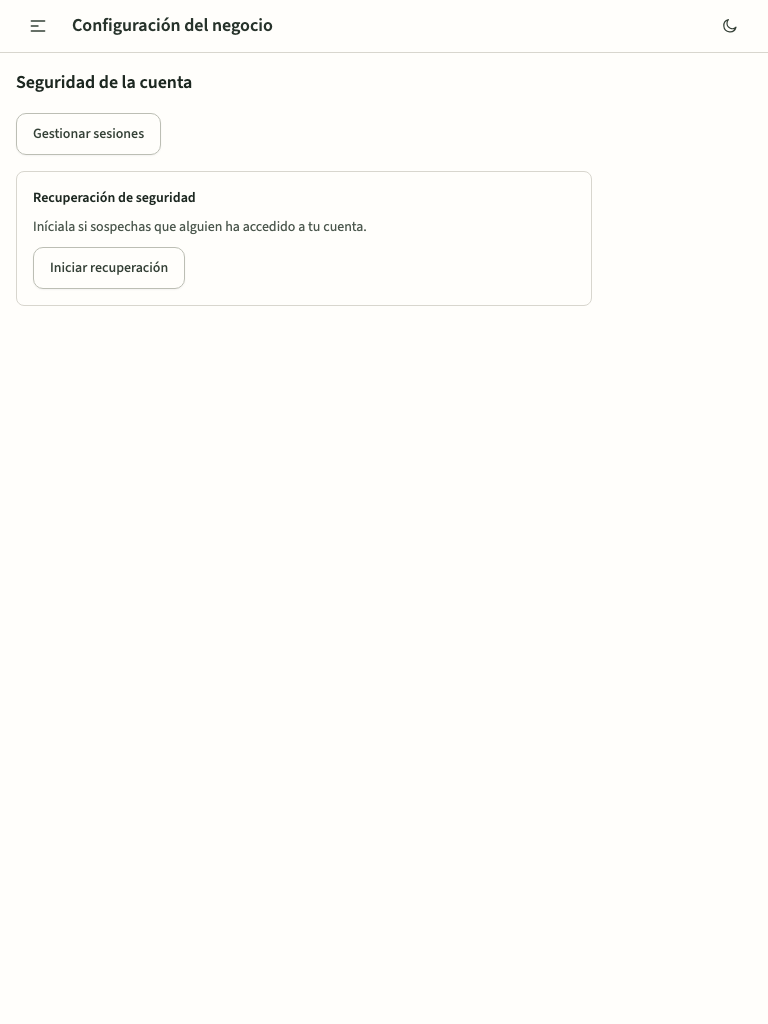 Configuración del negocio
Seguridad de la cuenta
Gestionar sesiones
Recuperación de seguridad
Iníciala si sospechas que alguien ha accedido a tu cuenta.
Iniciar recuperación